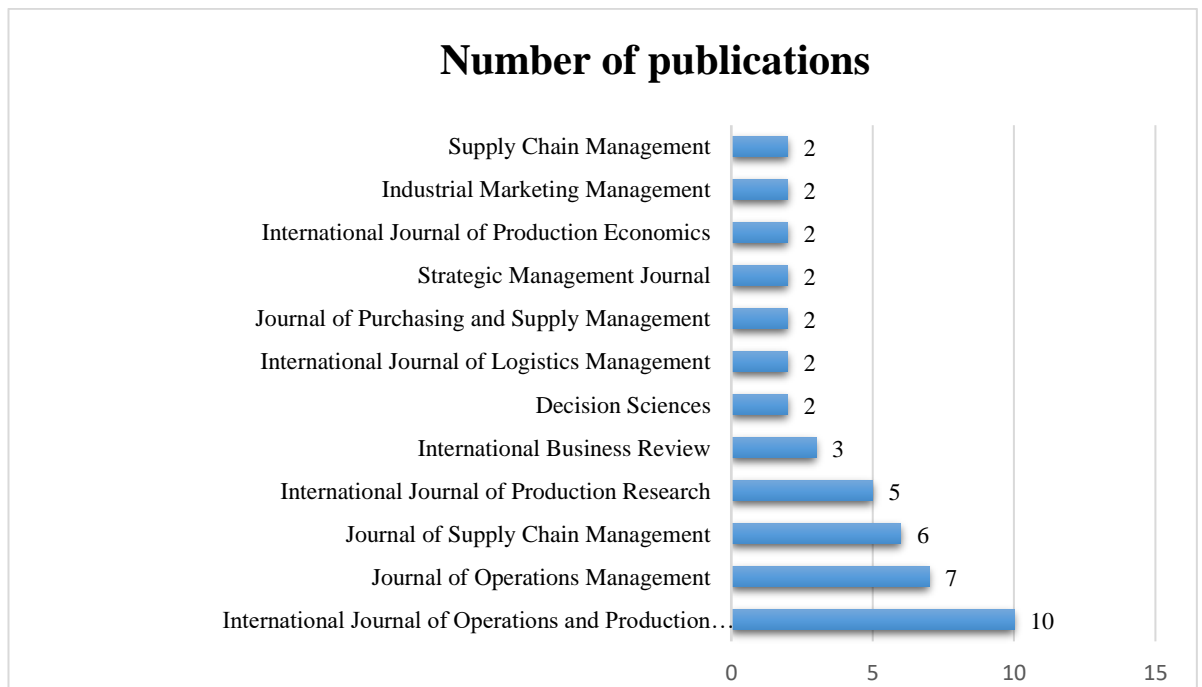 Number of publications
Supply Chain Management 2
Industrial Marketing Management 2
International Journal of Production Economics 2
Strategic Management Journal 2
Journal of Purchasing and Supply Management 2
International Journal of Logistics Management 2
Decision Sciences 2
International Business Review 3
International Journal of Production Research 5
Journal of Supply Chain Management 6
Journal of Operations Management 7
International Journal of Operations and Production… 10
0 5 10 15